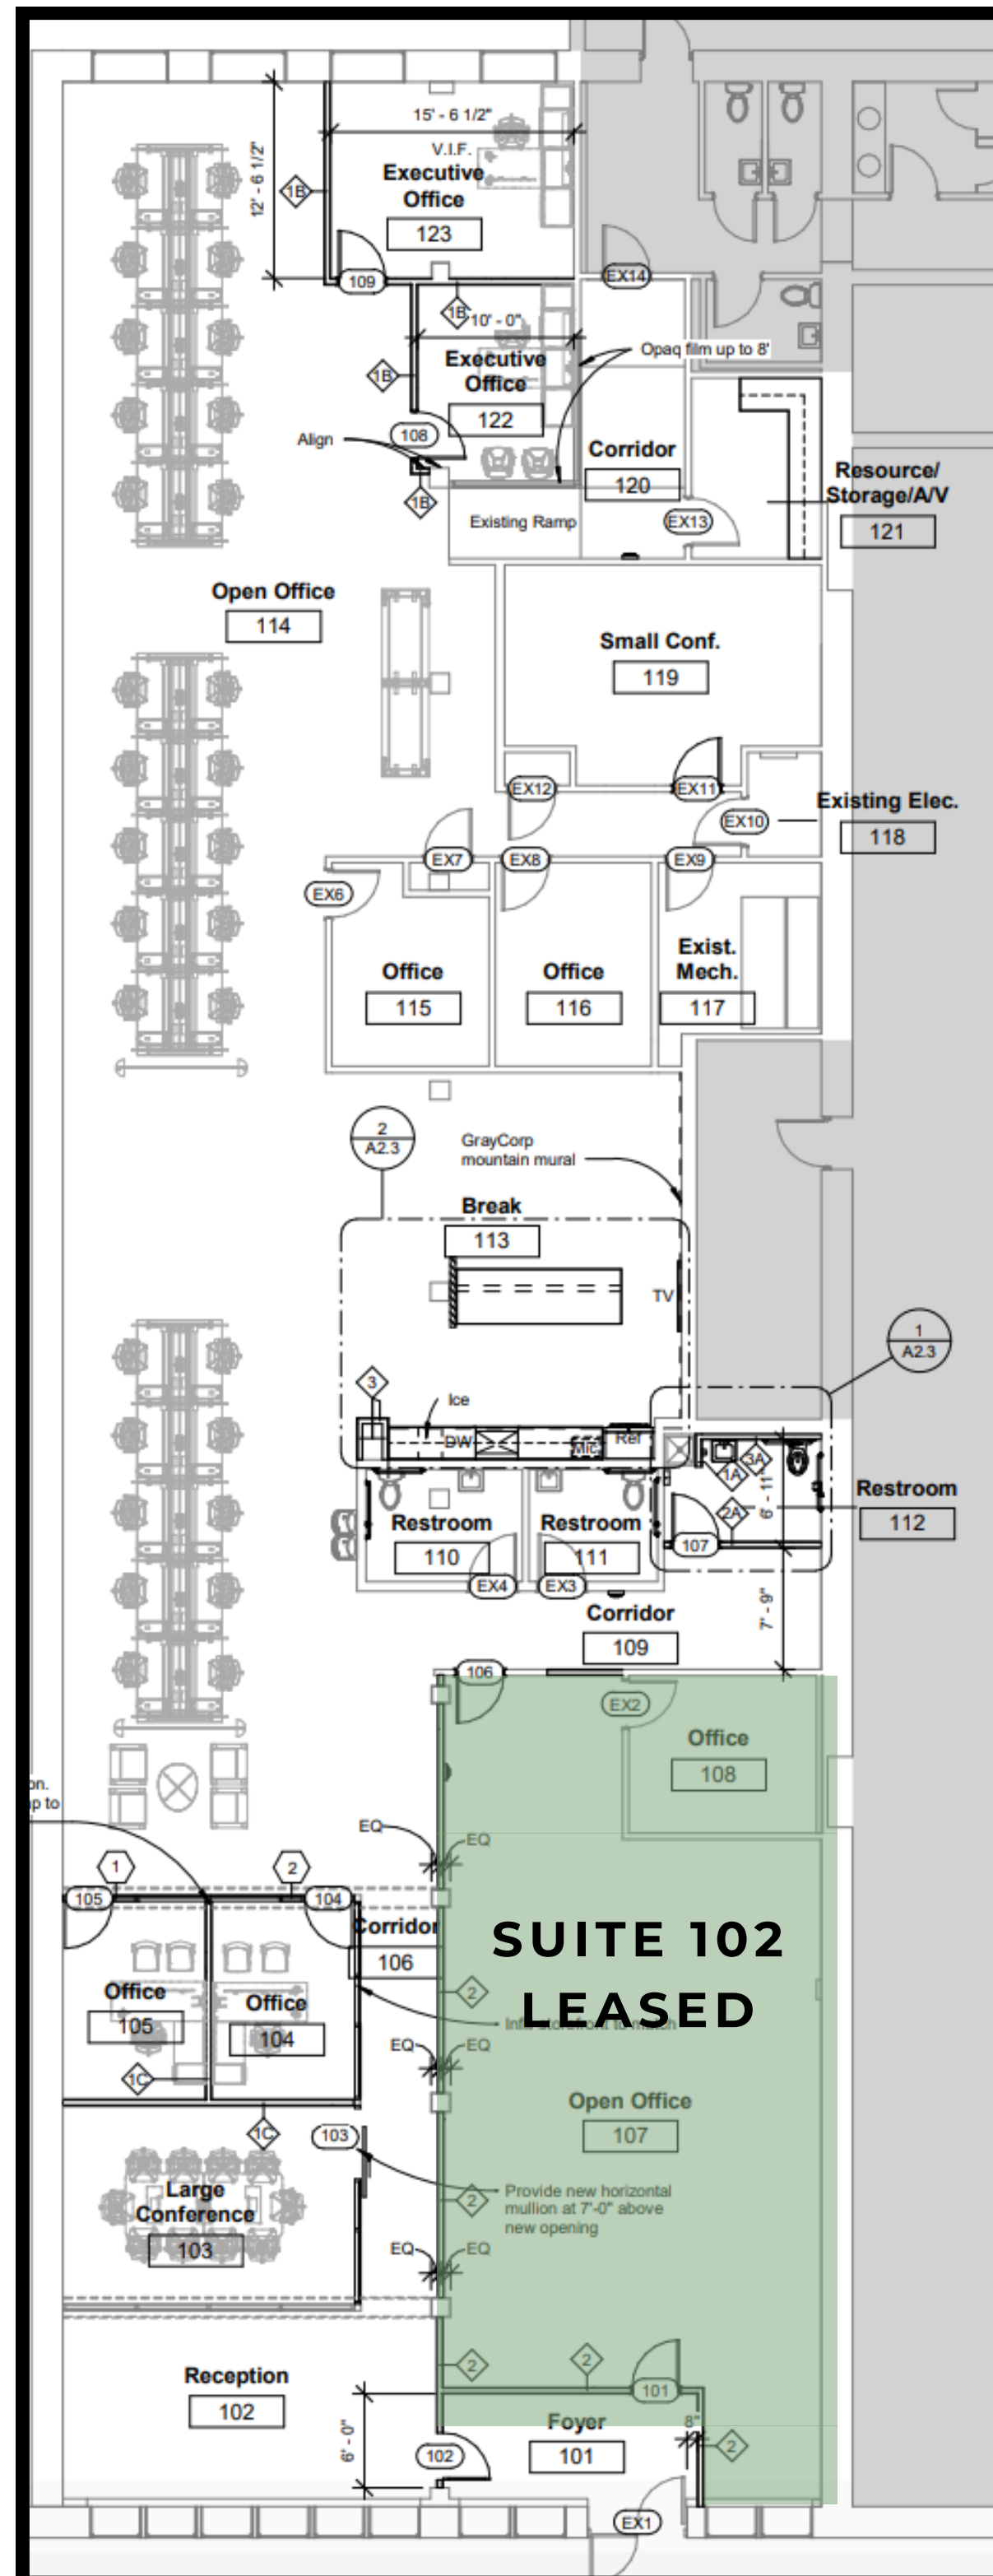 15' - 6 1/2"
12' - 6 1/2"
V.I.F.
Executive
Office
123
1B
109
EX14
1B
10' - 0"
Executive
Office
122
1B
Opaq film up to 8'
108
Align
1B
Corridor
120
Existing Ramp
EX13
Resource/
Storage/A/V
121
Open Office
114
Small Conf.
119
EX12
EX11
EX10
Existing Elec.
118
EX7
EX8
EX9
EX6
Office
115
Office
116
Exist.
Mech.
117
2
A2.3
GrayCorp
mountain mural
Break
113
TV
1
A2.3
3
Ice
DW
Mic
Ref
3A
1A
2A
6' - 11"
Restroom
112
Restroom
110
Restroom
111
107
EX4
EX3
Corridor
109
7' - 9"
106
EX2
Office
108
on.
up to
EQ
EQ
1
2
105
104
Corridor
106
SUITE 102
LEASED
2
Office
105
Office
104
Infill storefront to match
EQ
EQ
1C
1C
103
Open Office
107
Large
Conference
103
2
Provide new horizontal
mullion at 7'-0" above
new opening
EQ
EQ
Reception
102
2
2
101
6' - 0"
Foyer
101
8"
2
102
EX1